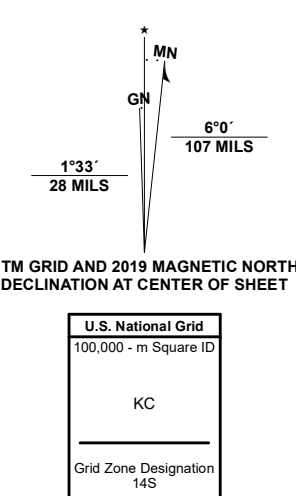 ★
MN
GN
6°0´
107 MILS
1°33´
28 MILS
TM GRID AND 2019 MAGNETIC NORTH
DECLINATION AT CENTER OF SHEET
U.S. National Grid
100,000 - m Square ID
KC
Grid Zone Designation
14S